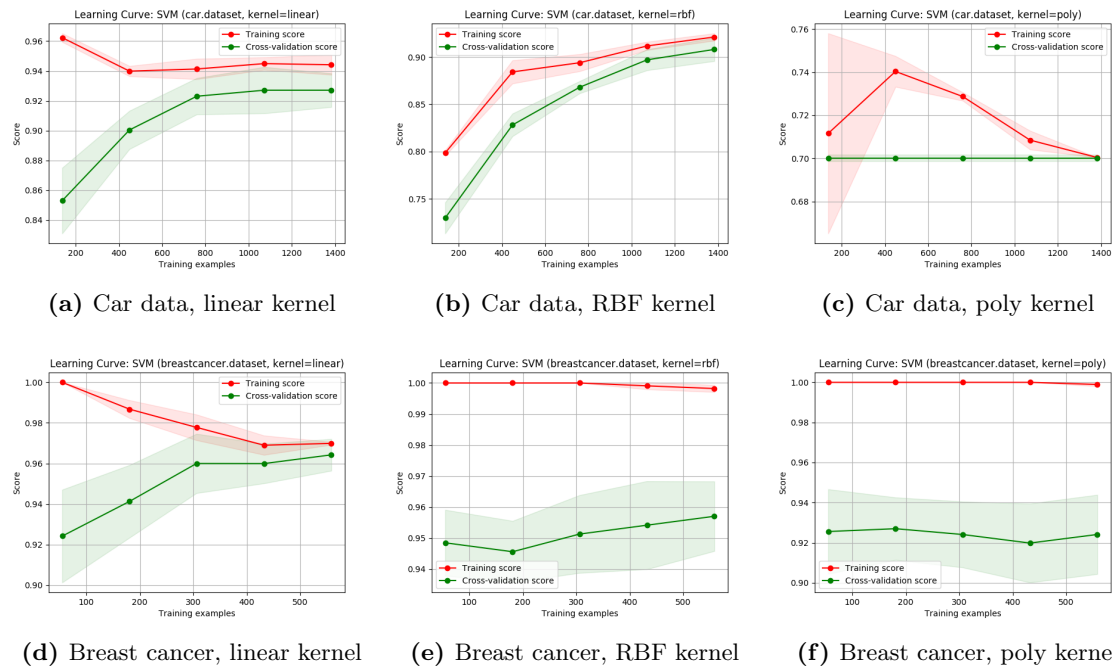 Learning Curve: SVM (car.dataset, kernel=linear)
Training score
Cross-validation score
0.96
0.94
0.92
0.90
0.88
0.86
0.84
Score
200 400 600 800 1000 1200 1400
Training examples
(a) Car data, linear kernel
Learning Curve: SVM (car.dataset, kernel=rbf)
Training score
Cross-validation score
0.90
0.85
0.80
0.75
Score
200 400 600 800 1000 1200 1400
Training examples
(b) Car data, RBF kernel
Learning Curve: SVM (car.dataset, kernel=poly)
Training score
Cross-validation score
0.76
0.74
0.72
0.70
0.68
Score
200 400 600 800 1000 1200 1400
Training examples
(c) Car data, poly kernel
Learning Curve: SVM (breastcancer.dataset, kernel=linear)
Training score
Cross-validation score
1.00
0.98
0.96
0.94
0.92
0.90
Score
100 200 300 400 500
Training examples
(d) Breast cancer, linear kernel
Learning Curve: SVM (breastcancer.dataset, kernel=rbf)
1.00
0.99
0.98
0.97
0.96
0.95
0.94
Score
Training score
Cross-validation score
100 200 300 400 500
Training examples
(e) Breast cancer, RBF kernel
Learning Curve: SVM (breastcancer.dataset, kernel=poly)
1.00
0.98
0.96
0.94
0.92
0.90
Score
Training score
Cross-validation score
100 200 300 400 500
Training examples
(f) Breast cancer, poly kerne